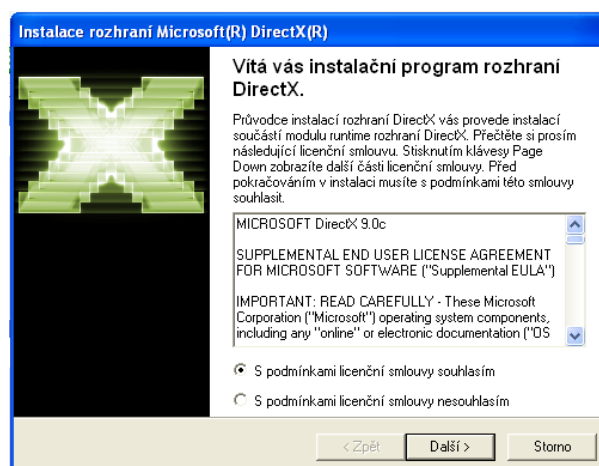 Instalace rozhraní Microsoft(R) DirectX(R)
Vítá vás instalační program rozhraní
DirectX.
Průvodce instalací rozhraní DirectX vás provede instalací
součástí modulu runtime rozhraní DirectX. Přečtěte si prosím
následující licenční smlouvu. Stisknutím klávesy Page
Down zobrazíte další části licenční smlouvy. Před
pokračováním v instalaci musíte s podmínkami této smlouvy
souhlasit.
MICROSOFT DirectX 9.0c
SUPPLEMENTAL END USER LICENSE AGREEMENT
FOR MICROSOFT SOFTWARE ("Supplemental EULA")
IMPORTANT: READ CAREFULLY - These Microsoft
Corporation ("Microsoft") operating system components,
including any "online" or electronic documentation ("OS
S podmínkami licenční smlouvy souhlasím
S podmínkami licenční smlouvy nesouhlasím
< Zpět Další > Storno